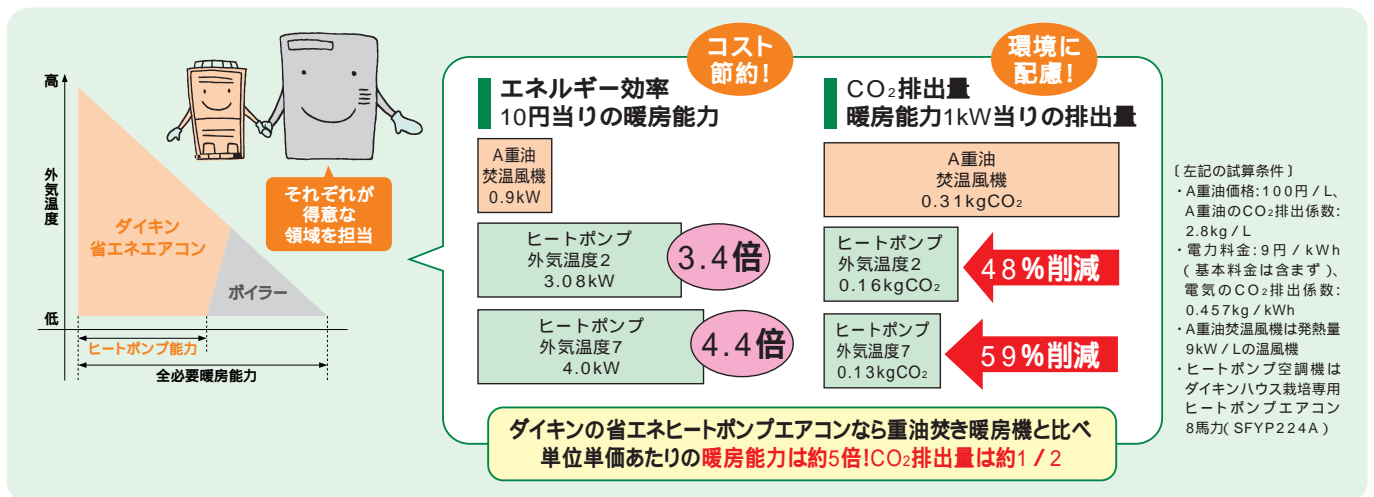 高
外気温度
低
ダイキン
省エネエアコン
ボイラー
ヒートポンプ能力
全必要暖房能力
それぞれが
得意な
領域を担当
コスト
節約!
エネルギー効率
10円当りの暖房能力
A重油
焚温風機
0.9kW
ヒートポンプ
外気温度2
3.08kW
3.4倍
ヒートポンプ
外気温度7
4.0kW
4.4倍
環境に
配慮!
CO₂排出量
暖房能力1kW当りの排出量
A重油
焚温風機
0.31kgCO₂
ヒートポンプ
外気温度2
0.16kgCO₂
48%削減
ヒートポンプ
外気温度7
0.13kgCO₂
59%削減
ダイキンの省エネヒートポンプエアコンなら重油焚き暖房機と比べ
単位単価あたりの暖房能力は約5倍!CO₂排出量は約1/2
〔左記の試算条件〕
・A重油価格:100円/L、
A重油のCO₂排出係数:
2.8kg/L
・電力料金:9円/kWh
(基本料金は含まず)、
電気のCO₂排出係数:
0.457kg/kWh
・A重油焚温風機は発熱量
9kW/Lの温風機
・ヒートポンプ空調機は
ダイキンハウス栽培専用
ヒートポンプエアコン
8馬力(SFYP224A)